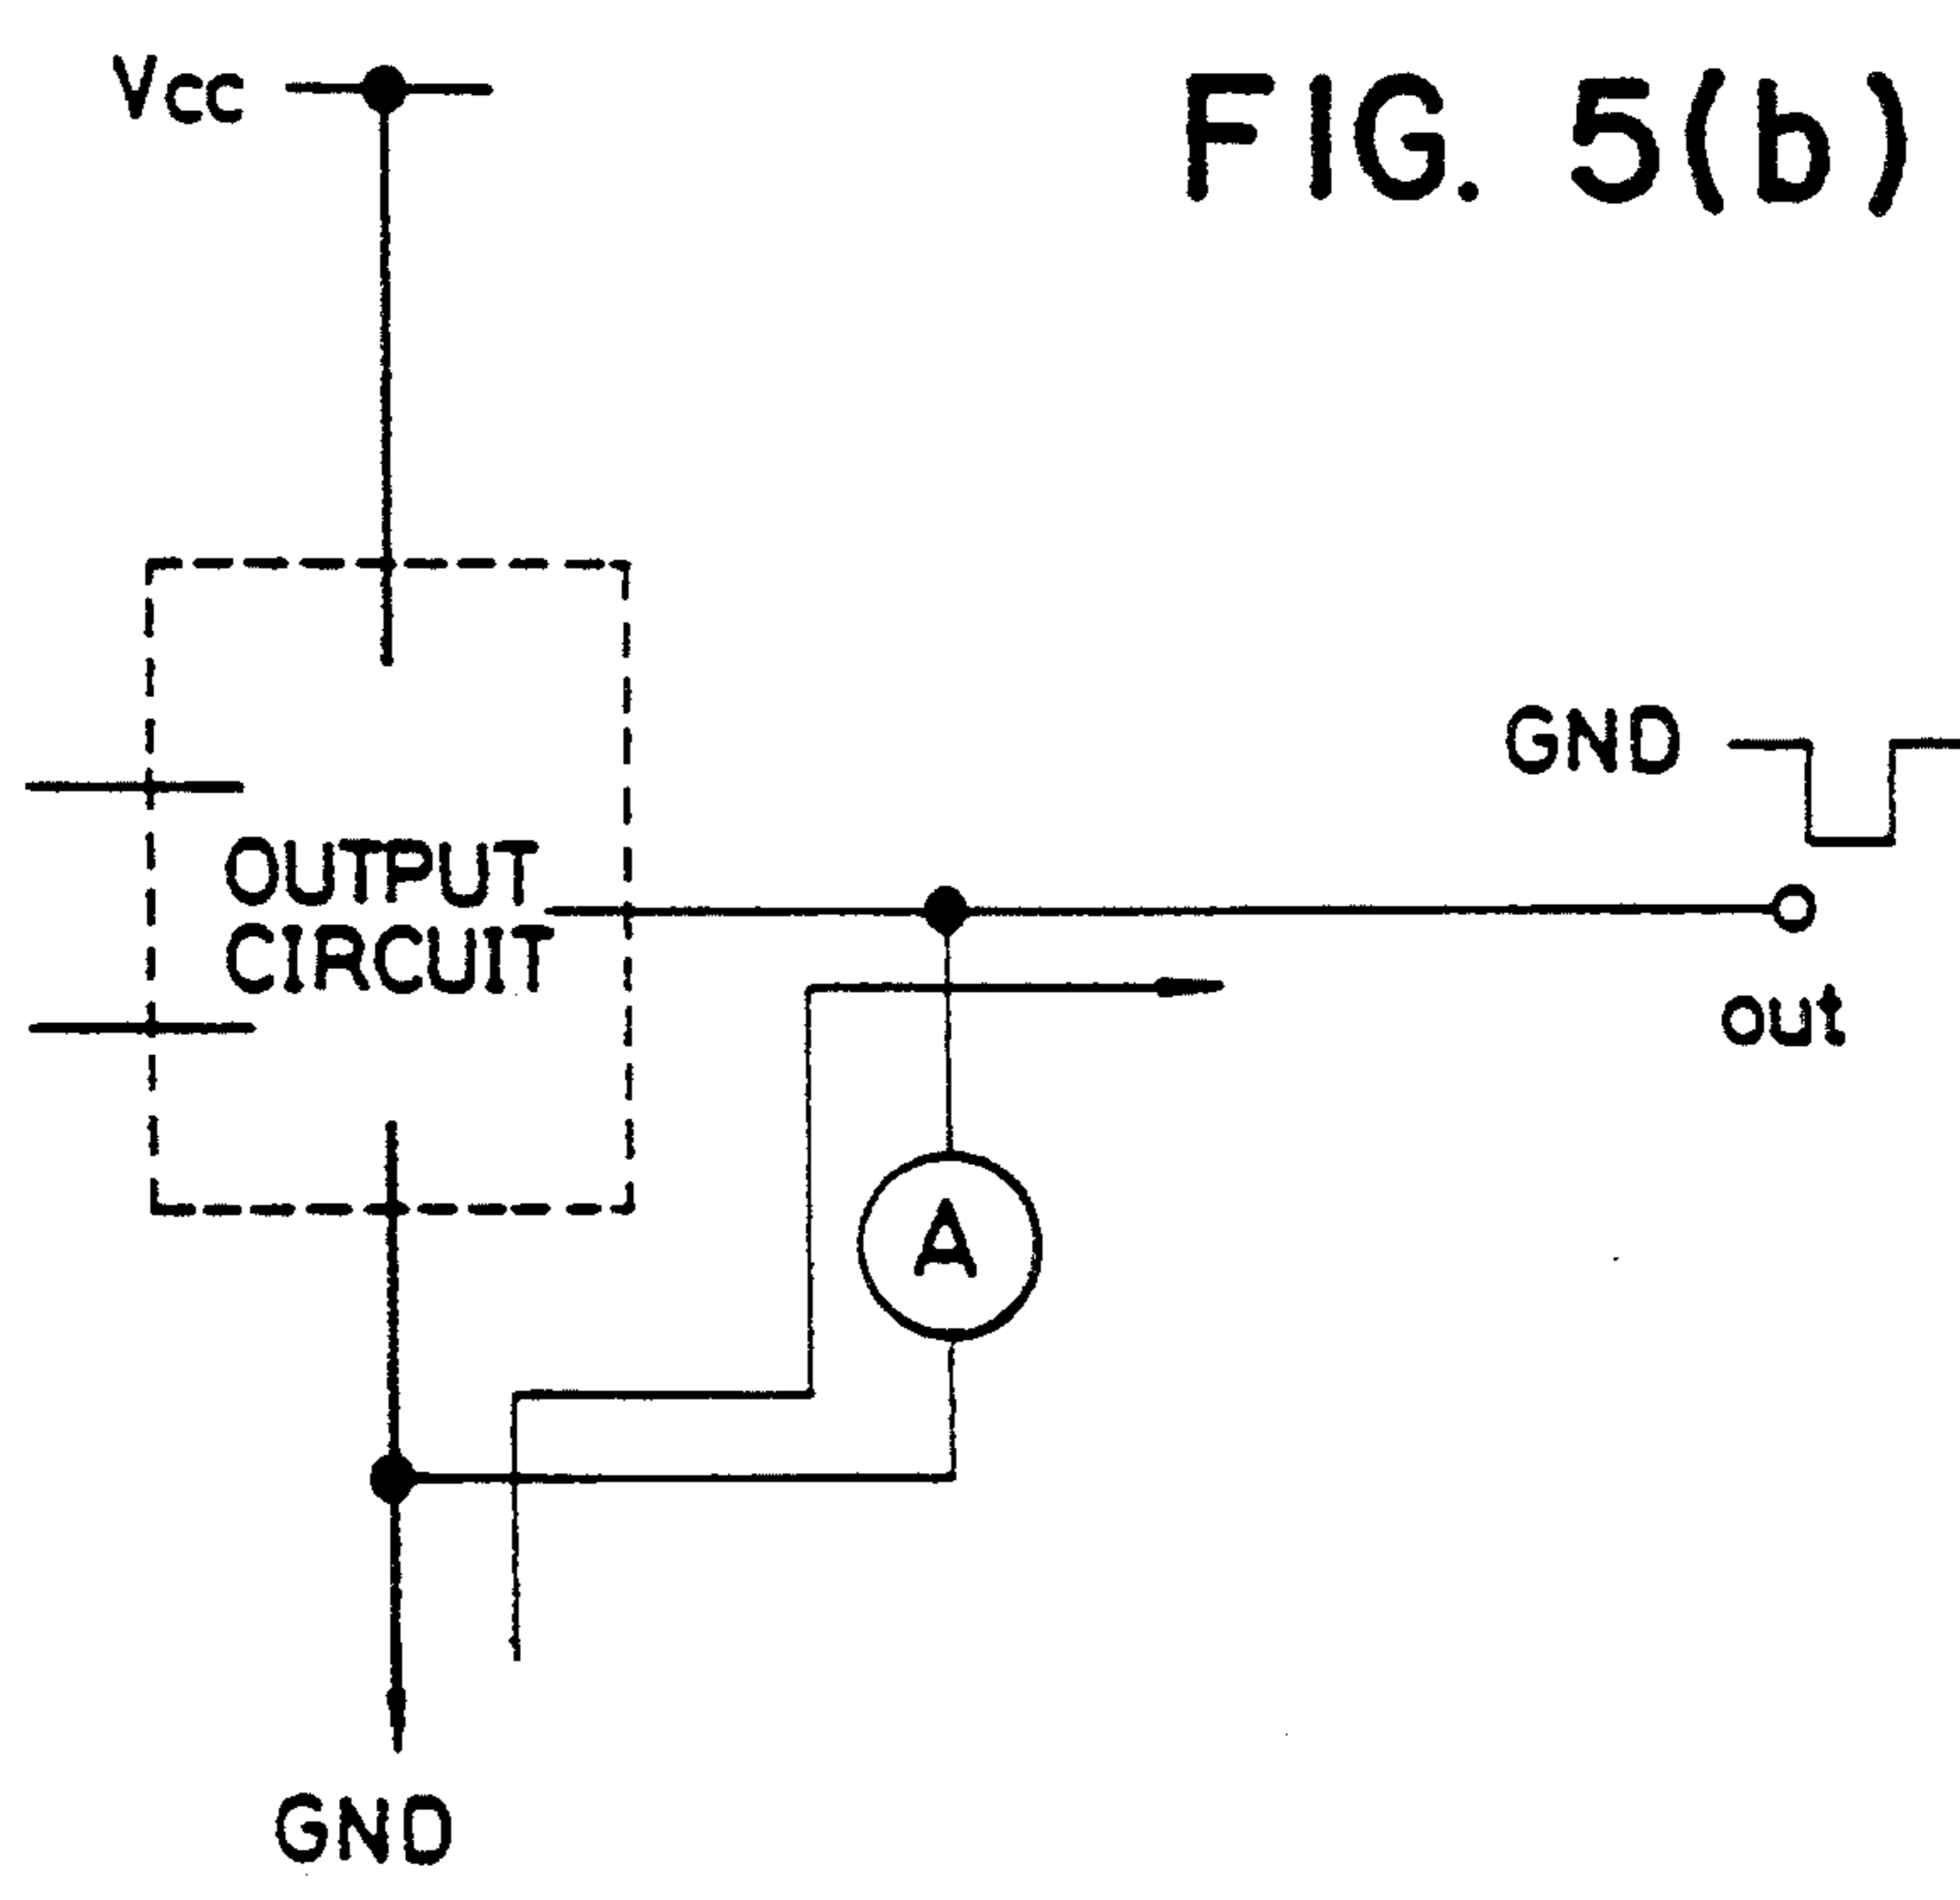 Vcc
FIG. 5(b)
GND
OUTPUT
CIRCUIT
out
A
GND